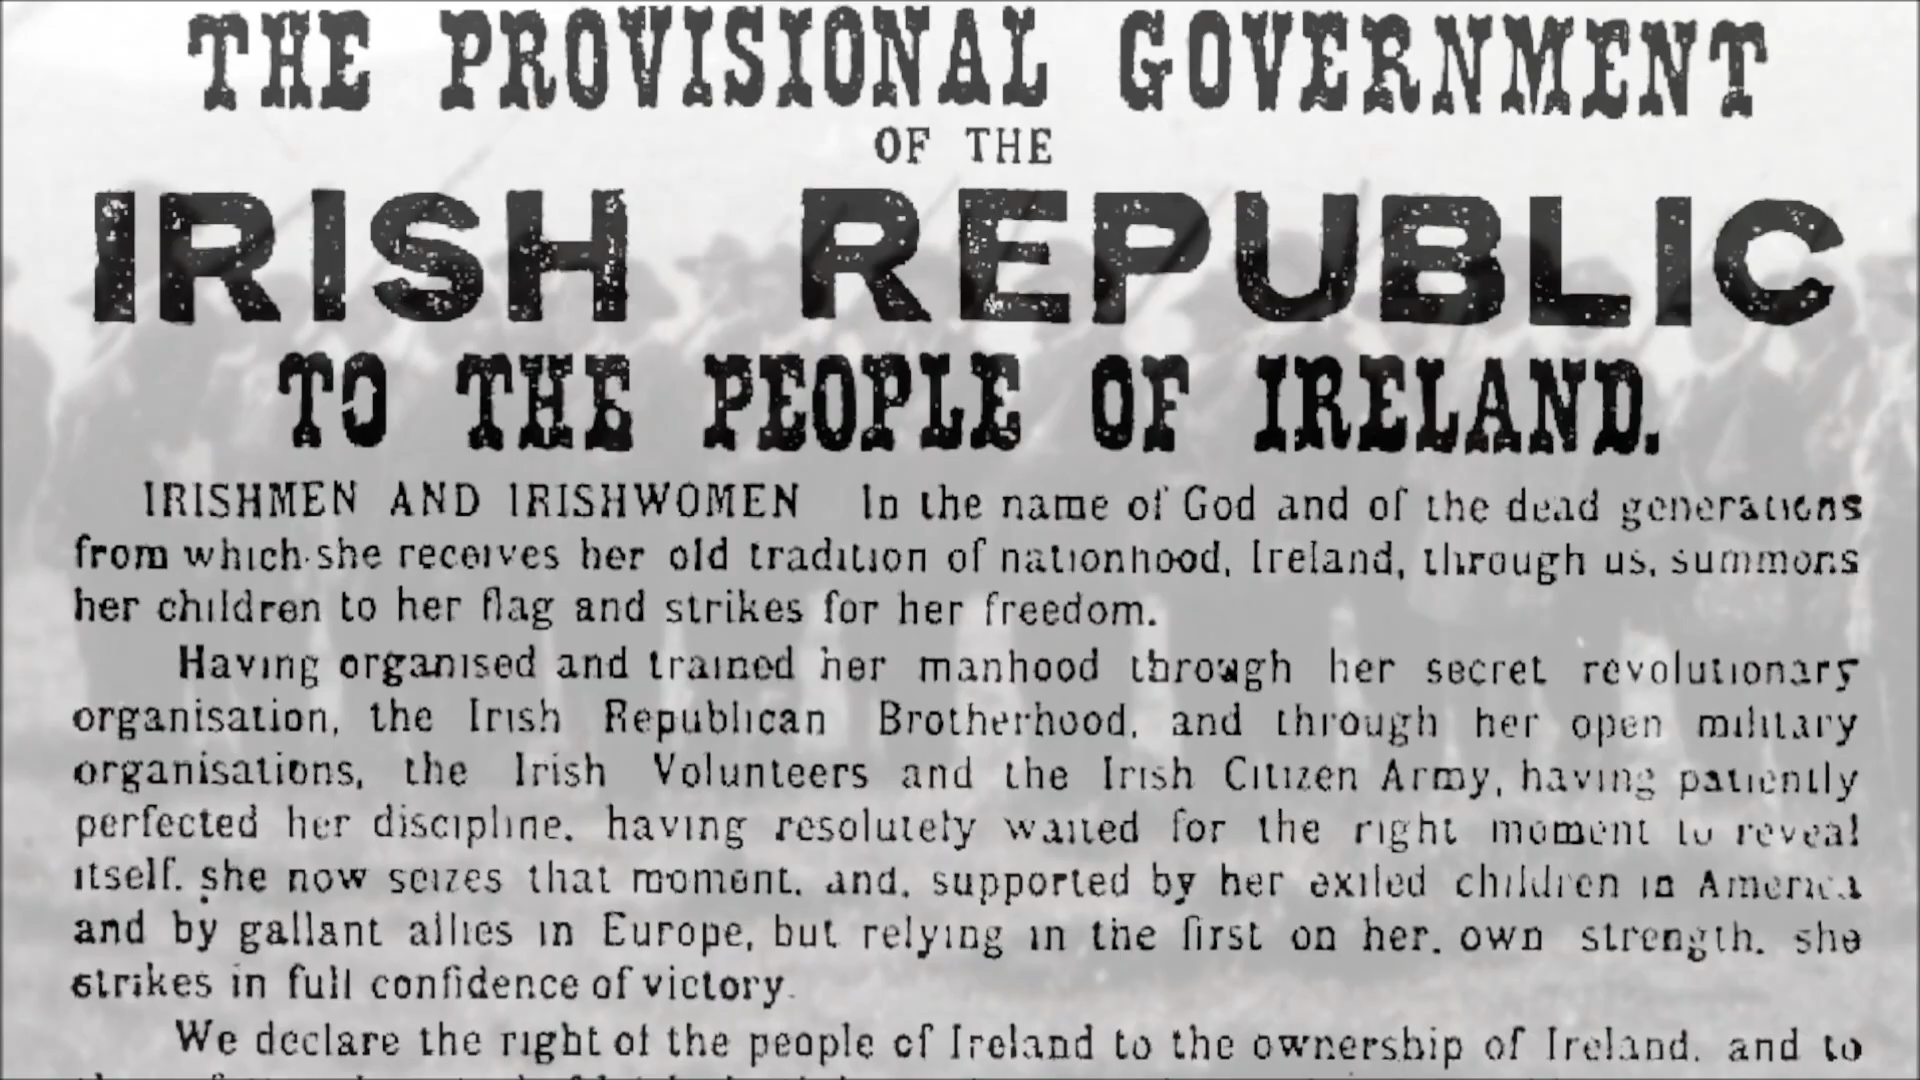 THE PROVISIONAL GOVERNMENT
OF THE
IRISH REPUBLIC
TO THE PEOPLE OF IRELAND.
IRISHMEN AND IRISHWOMEN In the name of God and of the dead generations
from which she receives her old tradition of nationhood, Ireland, through us, summons
her children to her flag and strikes for her freedom.
Having organised and trained her manhood through her secret revolutionary
organisation, the Irish Republican Brotherhood, and through her open military
organisations, the Irish Volunteers and the Irish Citizen Army, having patiently
perfected her discipline, having resolutely waited for the right moment to reveal
itself, she now seizes that moment, and, supported by her exiled children in America
and by gallant allies in Europe, but relying in the first on her own strength, she
strikes in full confidence of victory.
We declare the right of the people of Ireland to the ownership of Ireland, and to